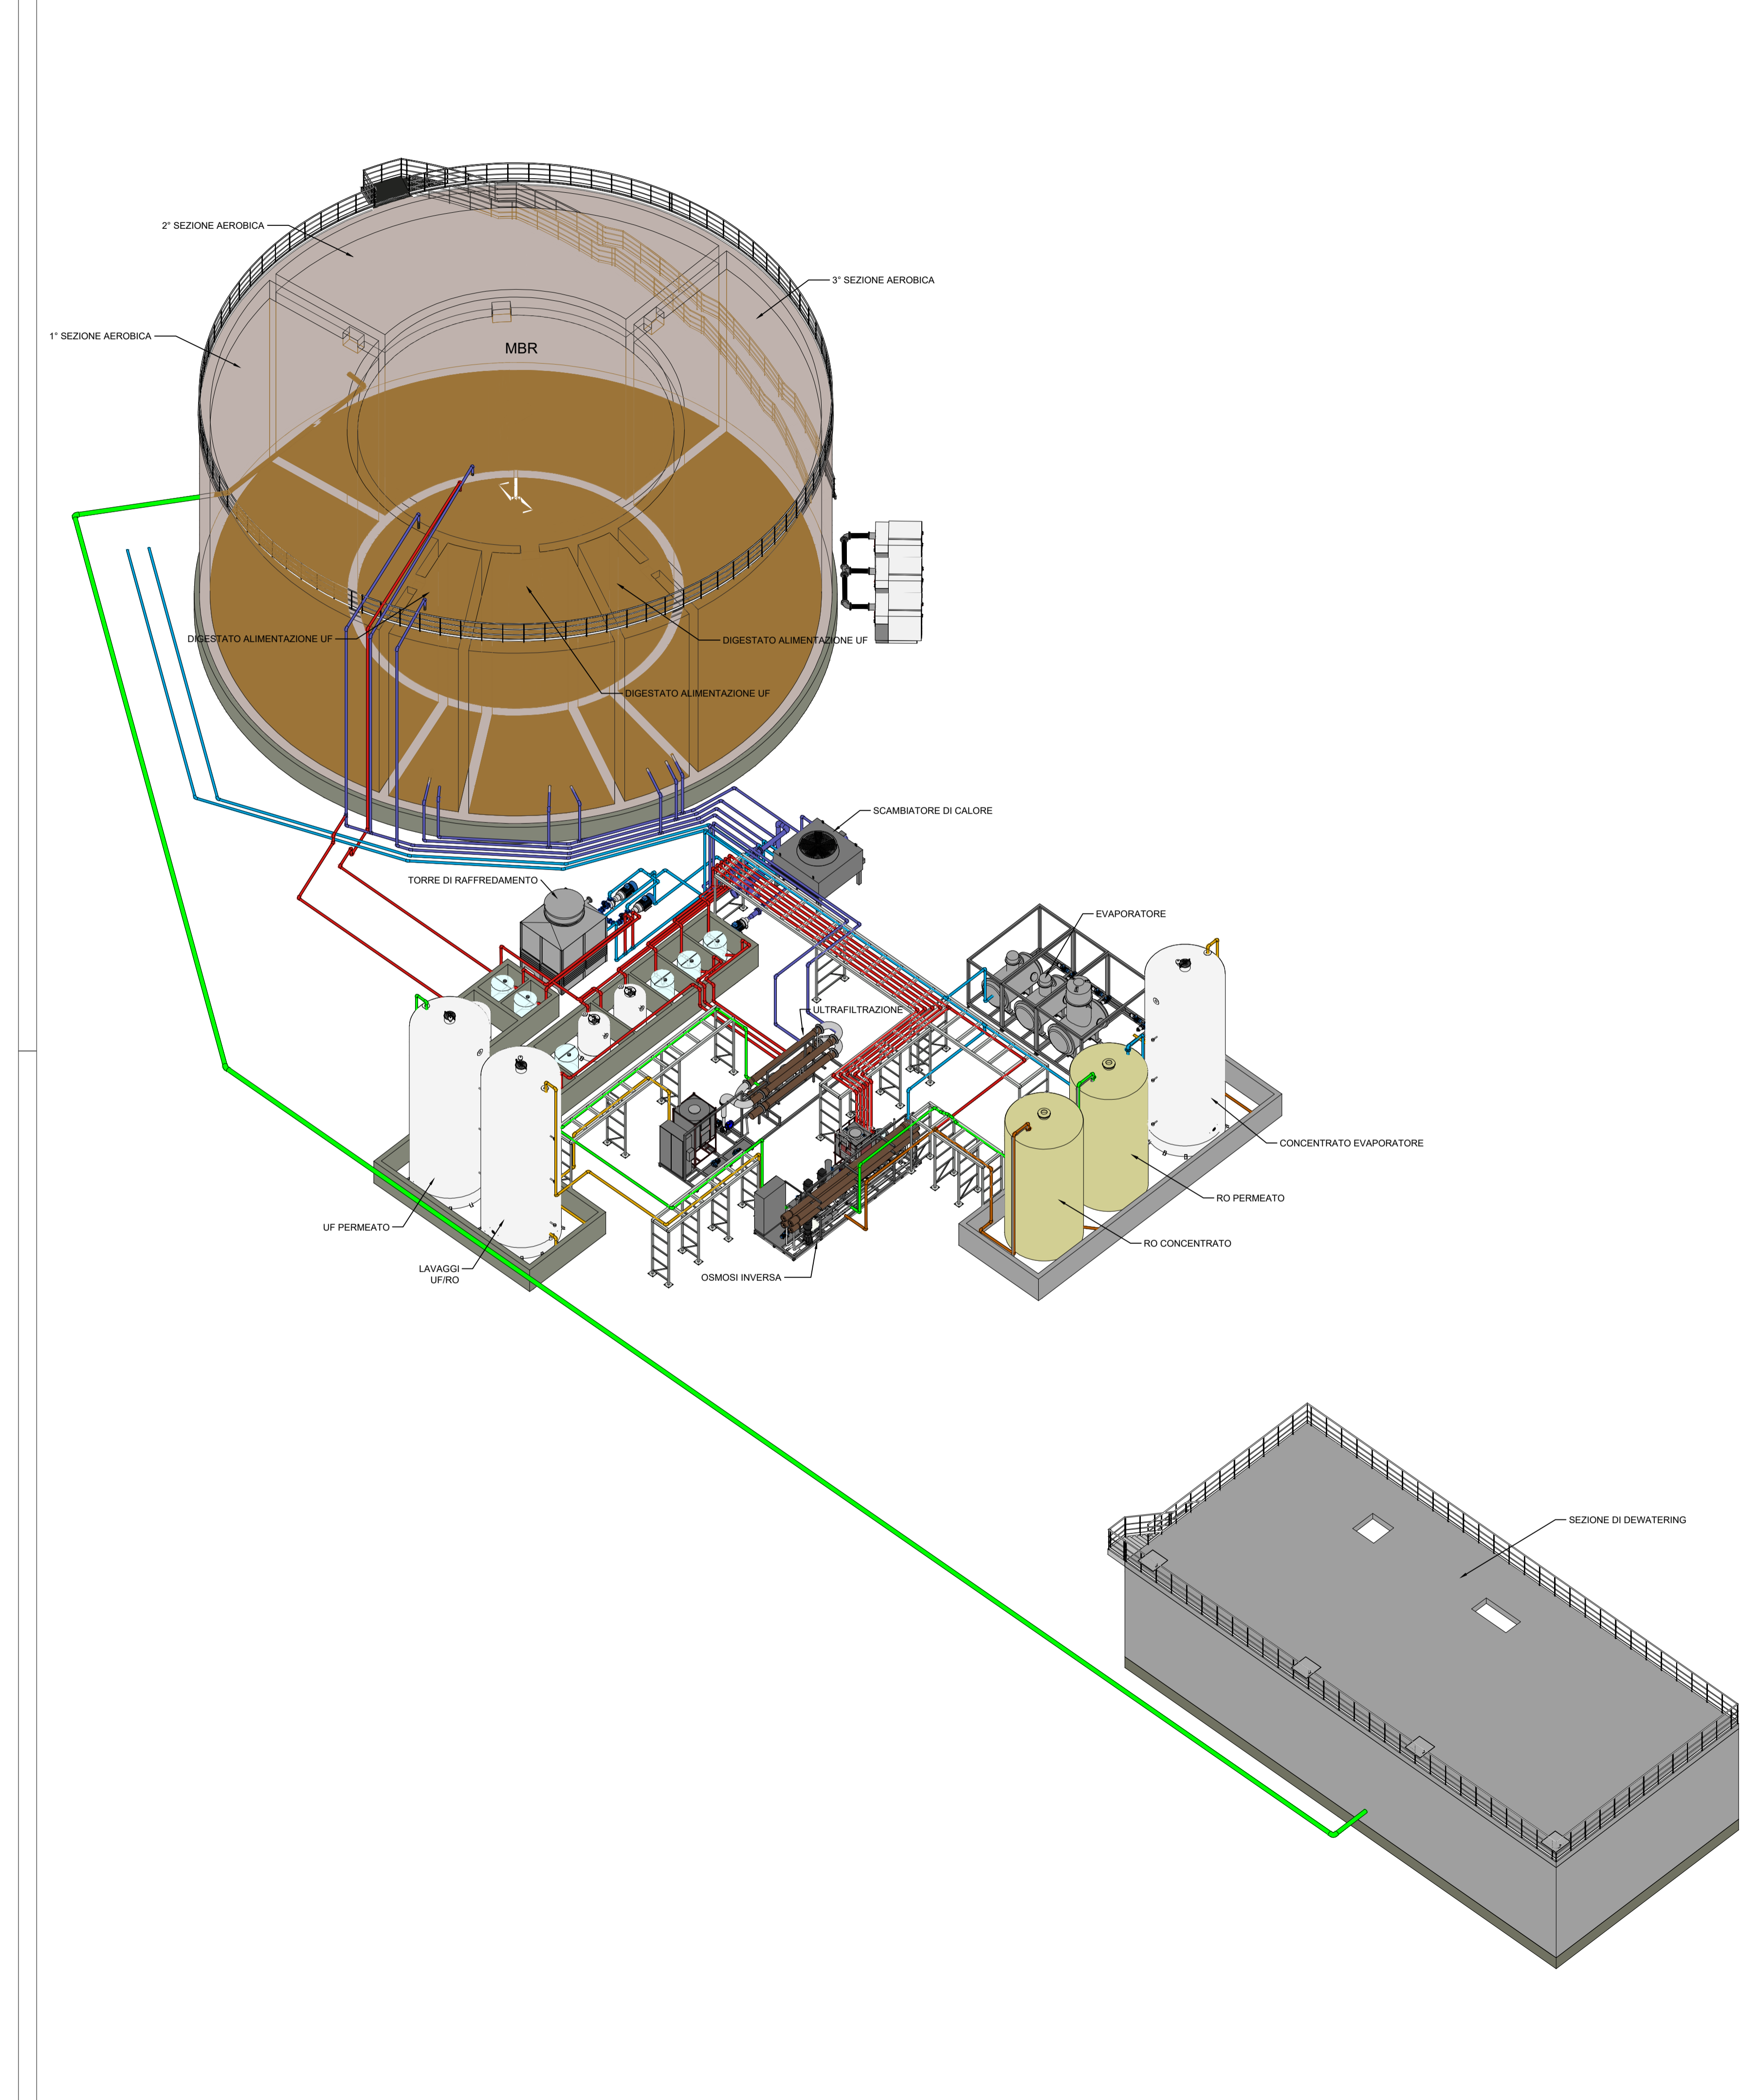 2° SEZIONE AEROBICA
3° SEZIONE AEROBICA
1° SEZIONE AEROBICA
MBR
DIGESTATO ALIMENTAZIONE UF
DIGESTATO ALIMENTAZIONE UF
DIGESTATO ALIMENTAZIONE UF
SCAMBIATORE DI CALORE
TORRE DI RAFFREDAMENTO
EVAPORATORE
ULTRAFILTRAZIONE
CONCENTRATO EVAPORATORE
RO PERMEATO
UF PERMEATO
RO CONCENTRATO
LAVAGGI
UF/RO
OSMOSI INVERSA
SEZIONE DI DEWATERING